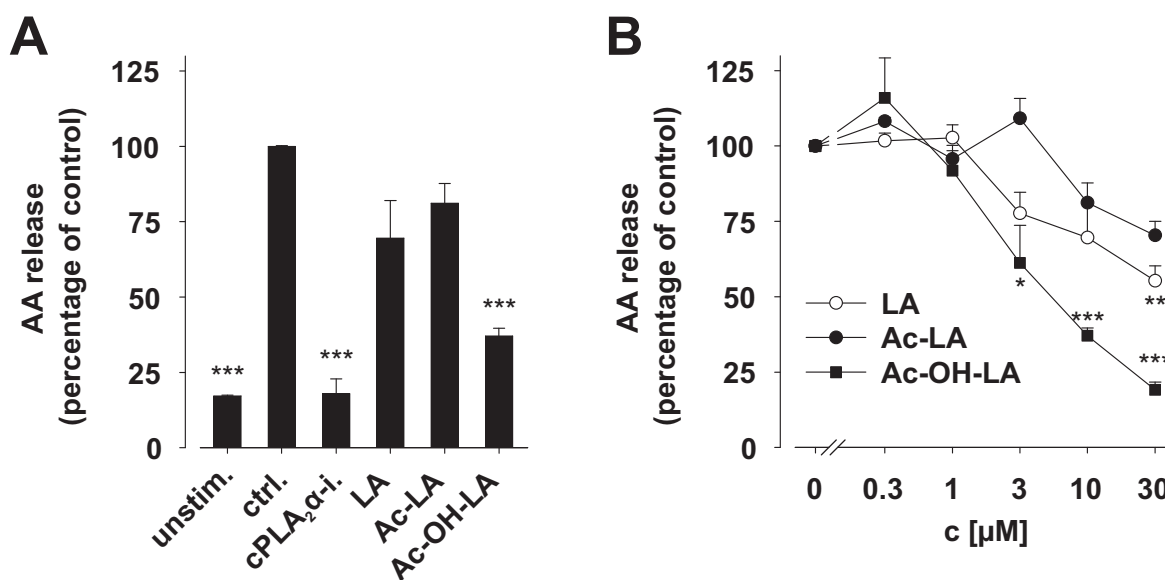 A
AA release
(percentage of control)
125
100
75
50
25
0
***
***
***
unstim.
ctrl.
cPLA₂α-i.
LA
Ac-LA
Ac-OH-LA
B
AA release
(percentage of control)
125
100
75
50
25
0
LA
Ac-LA
Ac-OH-LA
*
***
**
***
0 0.3 1 3 10 30
c [µM]